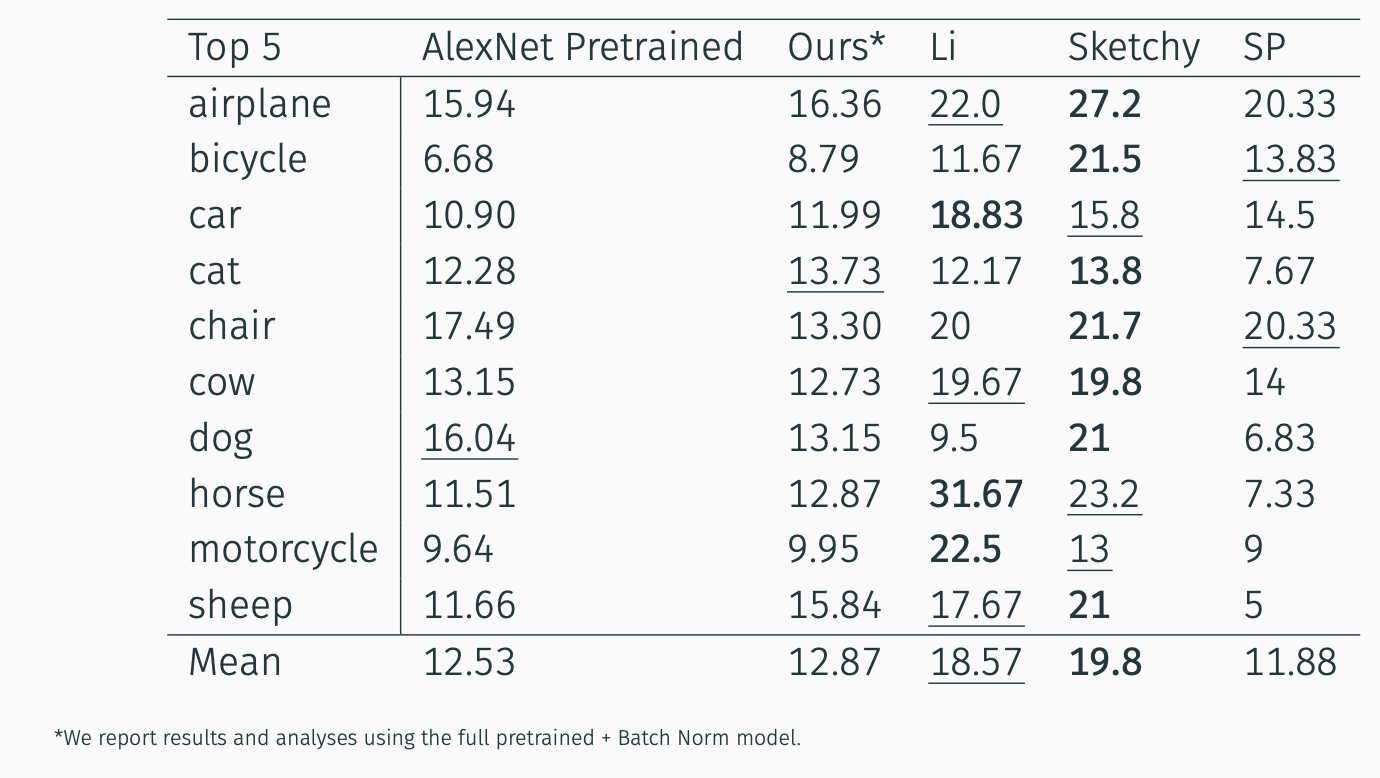 Top 5 AlexNet Pretrained Ours* Li Sketchy SP
airplane 15.94 16.36 22.0 27.2 20.33
bicycle 6.68 8.79 11.67 21.5 13.83
car 10.90 11.99 18.83 15.8 14.5
cat 12.28 13.73 12.17 13.8 7.67
chair 17.49 13.30 20 21.7 20.33
cow 13.15 12.73 19.67 19.8 14
dog 16.04 13.15 9.5 21 6.83
horse 11.51 12.87 31.67 23.2 7.33
motorcycle 9.64 9.95 22.5 13 9
sheep 11.66 15.84 17.67 21 5
Mean 12.53 12.87 18.57 19.8 11.88
*We report results and analyses using the full pretrained + Batch Norm model.